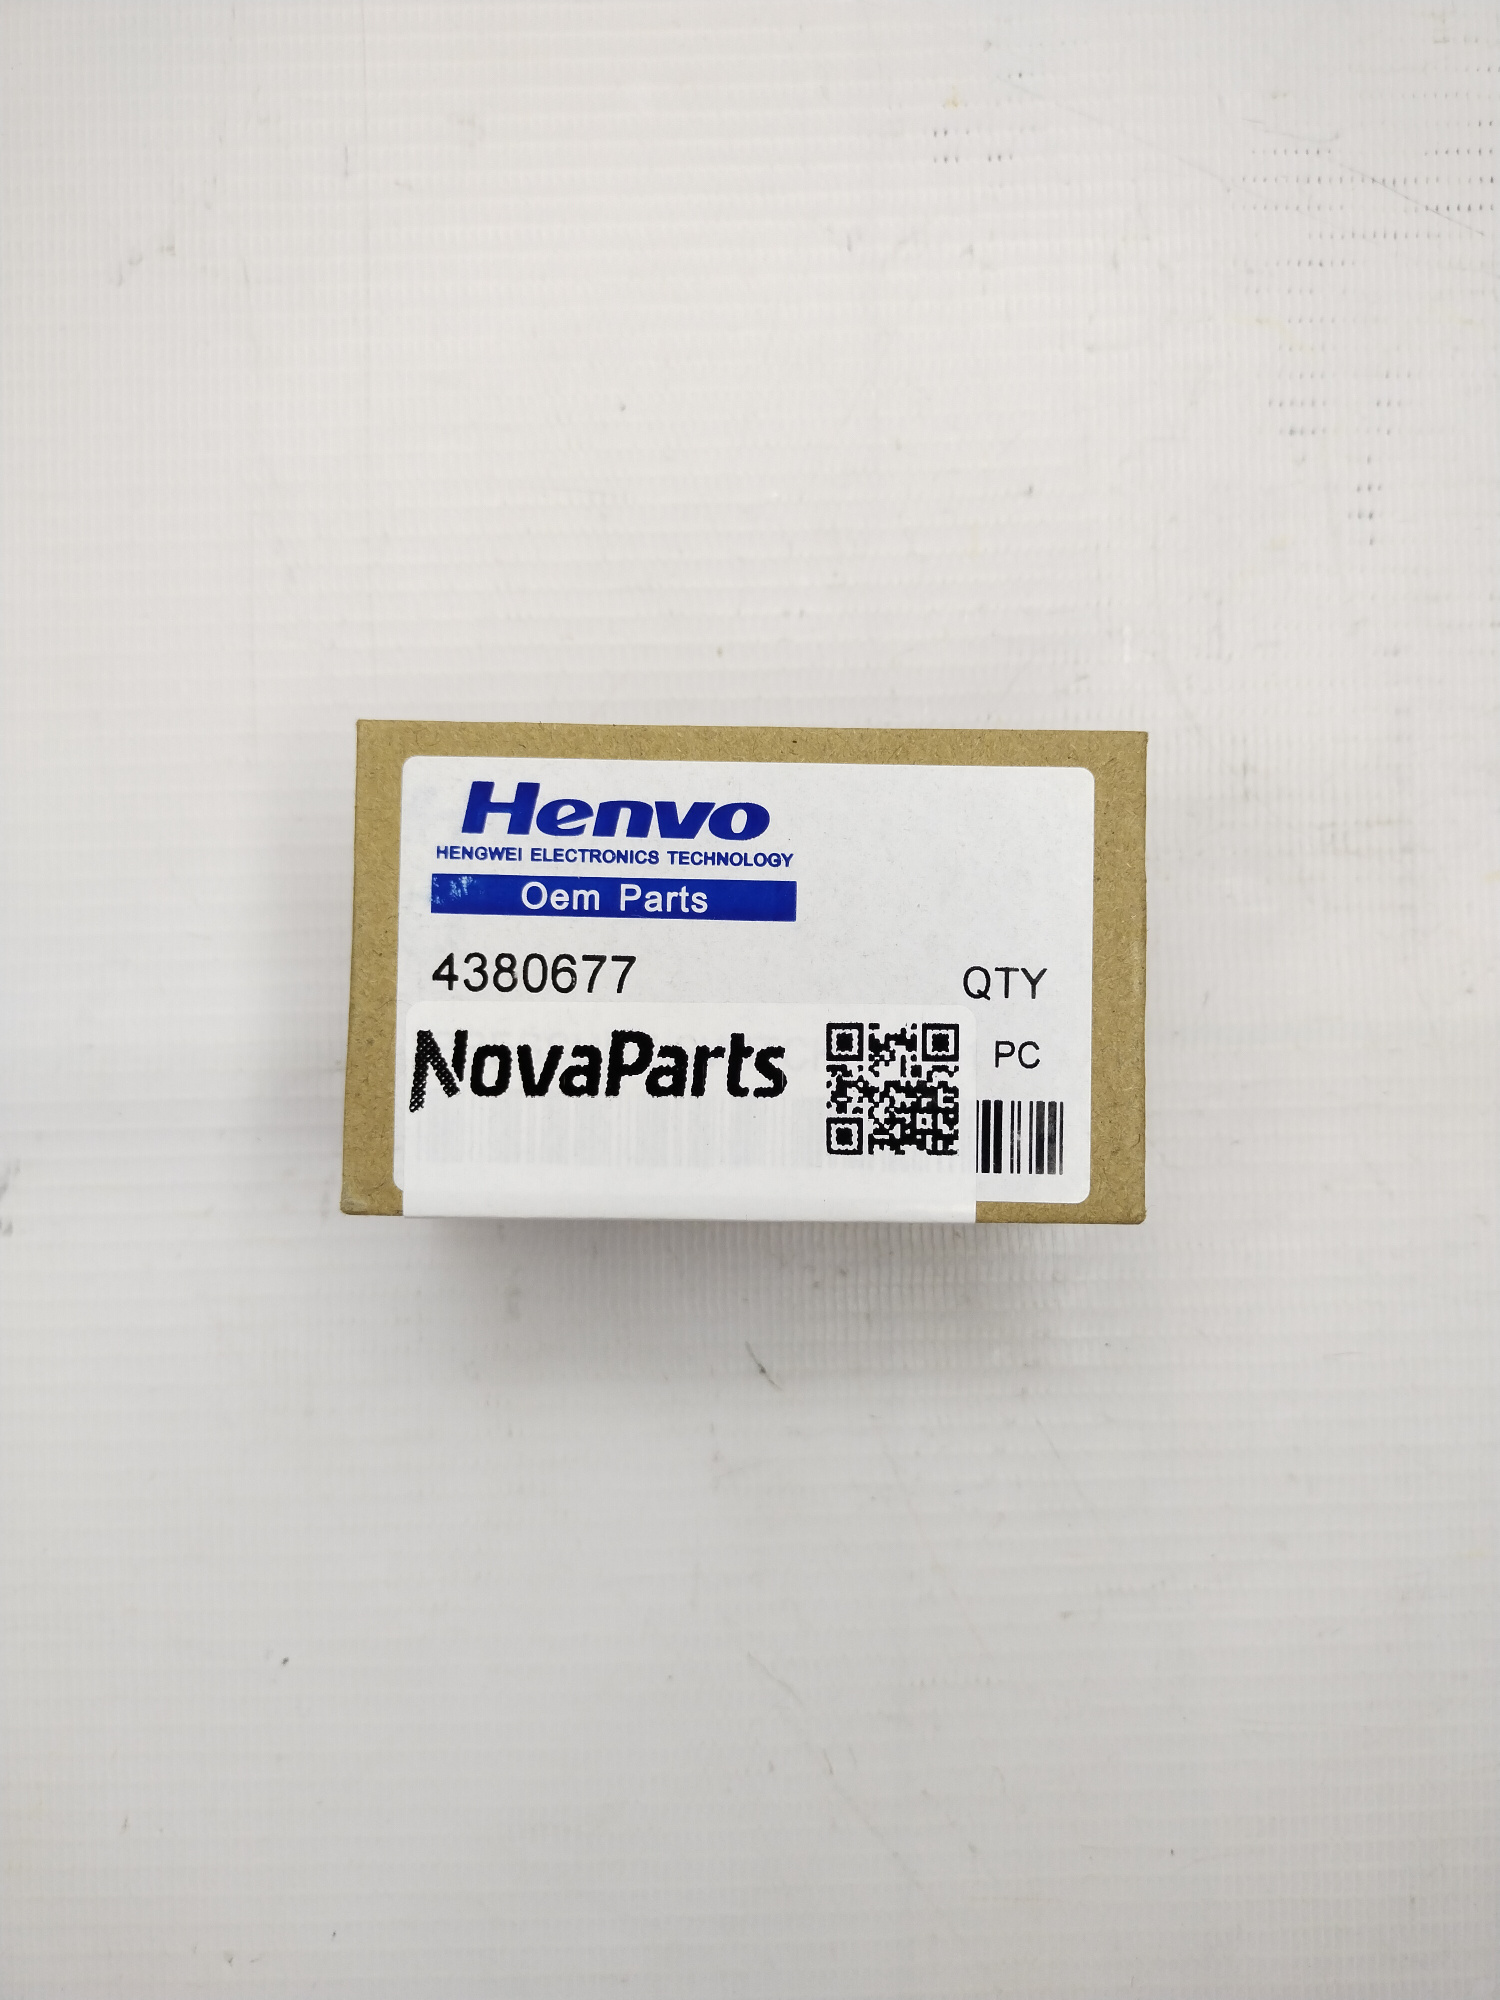 Henvo
HENGWEI ELECTRONICS TECHNOLOGY
Oem Parts
4380677
QTY
NovaParts
PC